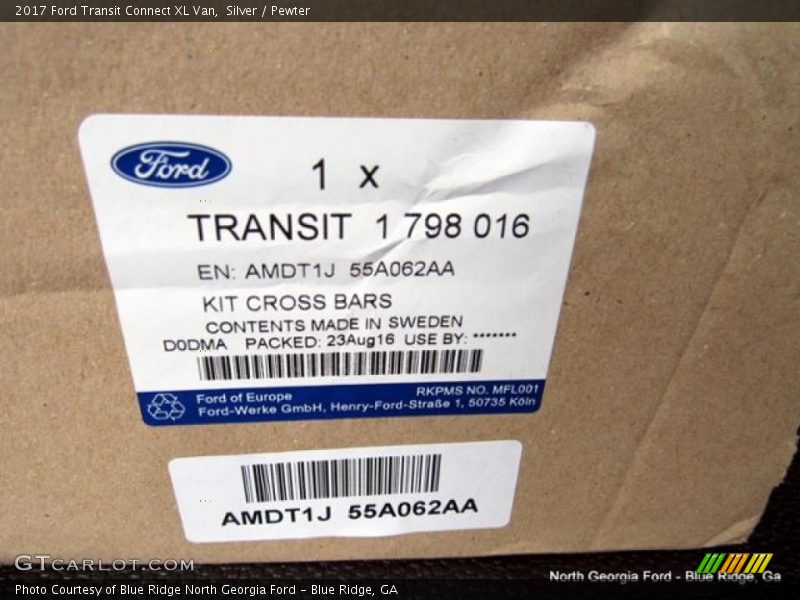 2017 Ford Transit Connect XL Van,  Silver / Pewter
Ford
1 x
TRANSIT 1 798 016
EN: AMDT1J 55A062AA
KIT CROSS BARS
CONTENTS MADE IN SWEDEN
D0DMA PACKED: 23Aug16 USE BY: *******
Ford of Europe
RKPMS NO. MFL001
Ford-Werke GmbH, Henry-Ford-Straße 1, 50735 Köln
AMDT1J 55A062AA
GTCARLOT.COM
North Georgia Ford - Blue Ridge, Ga
Photo Courtesy of Blue Ridge North Georgia Ford – Blue Ridge, GA